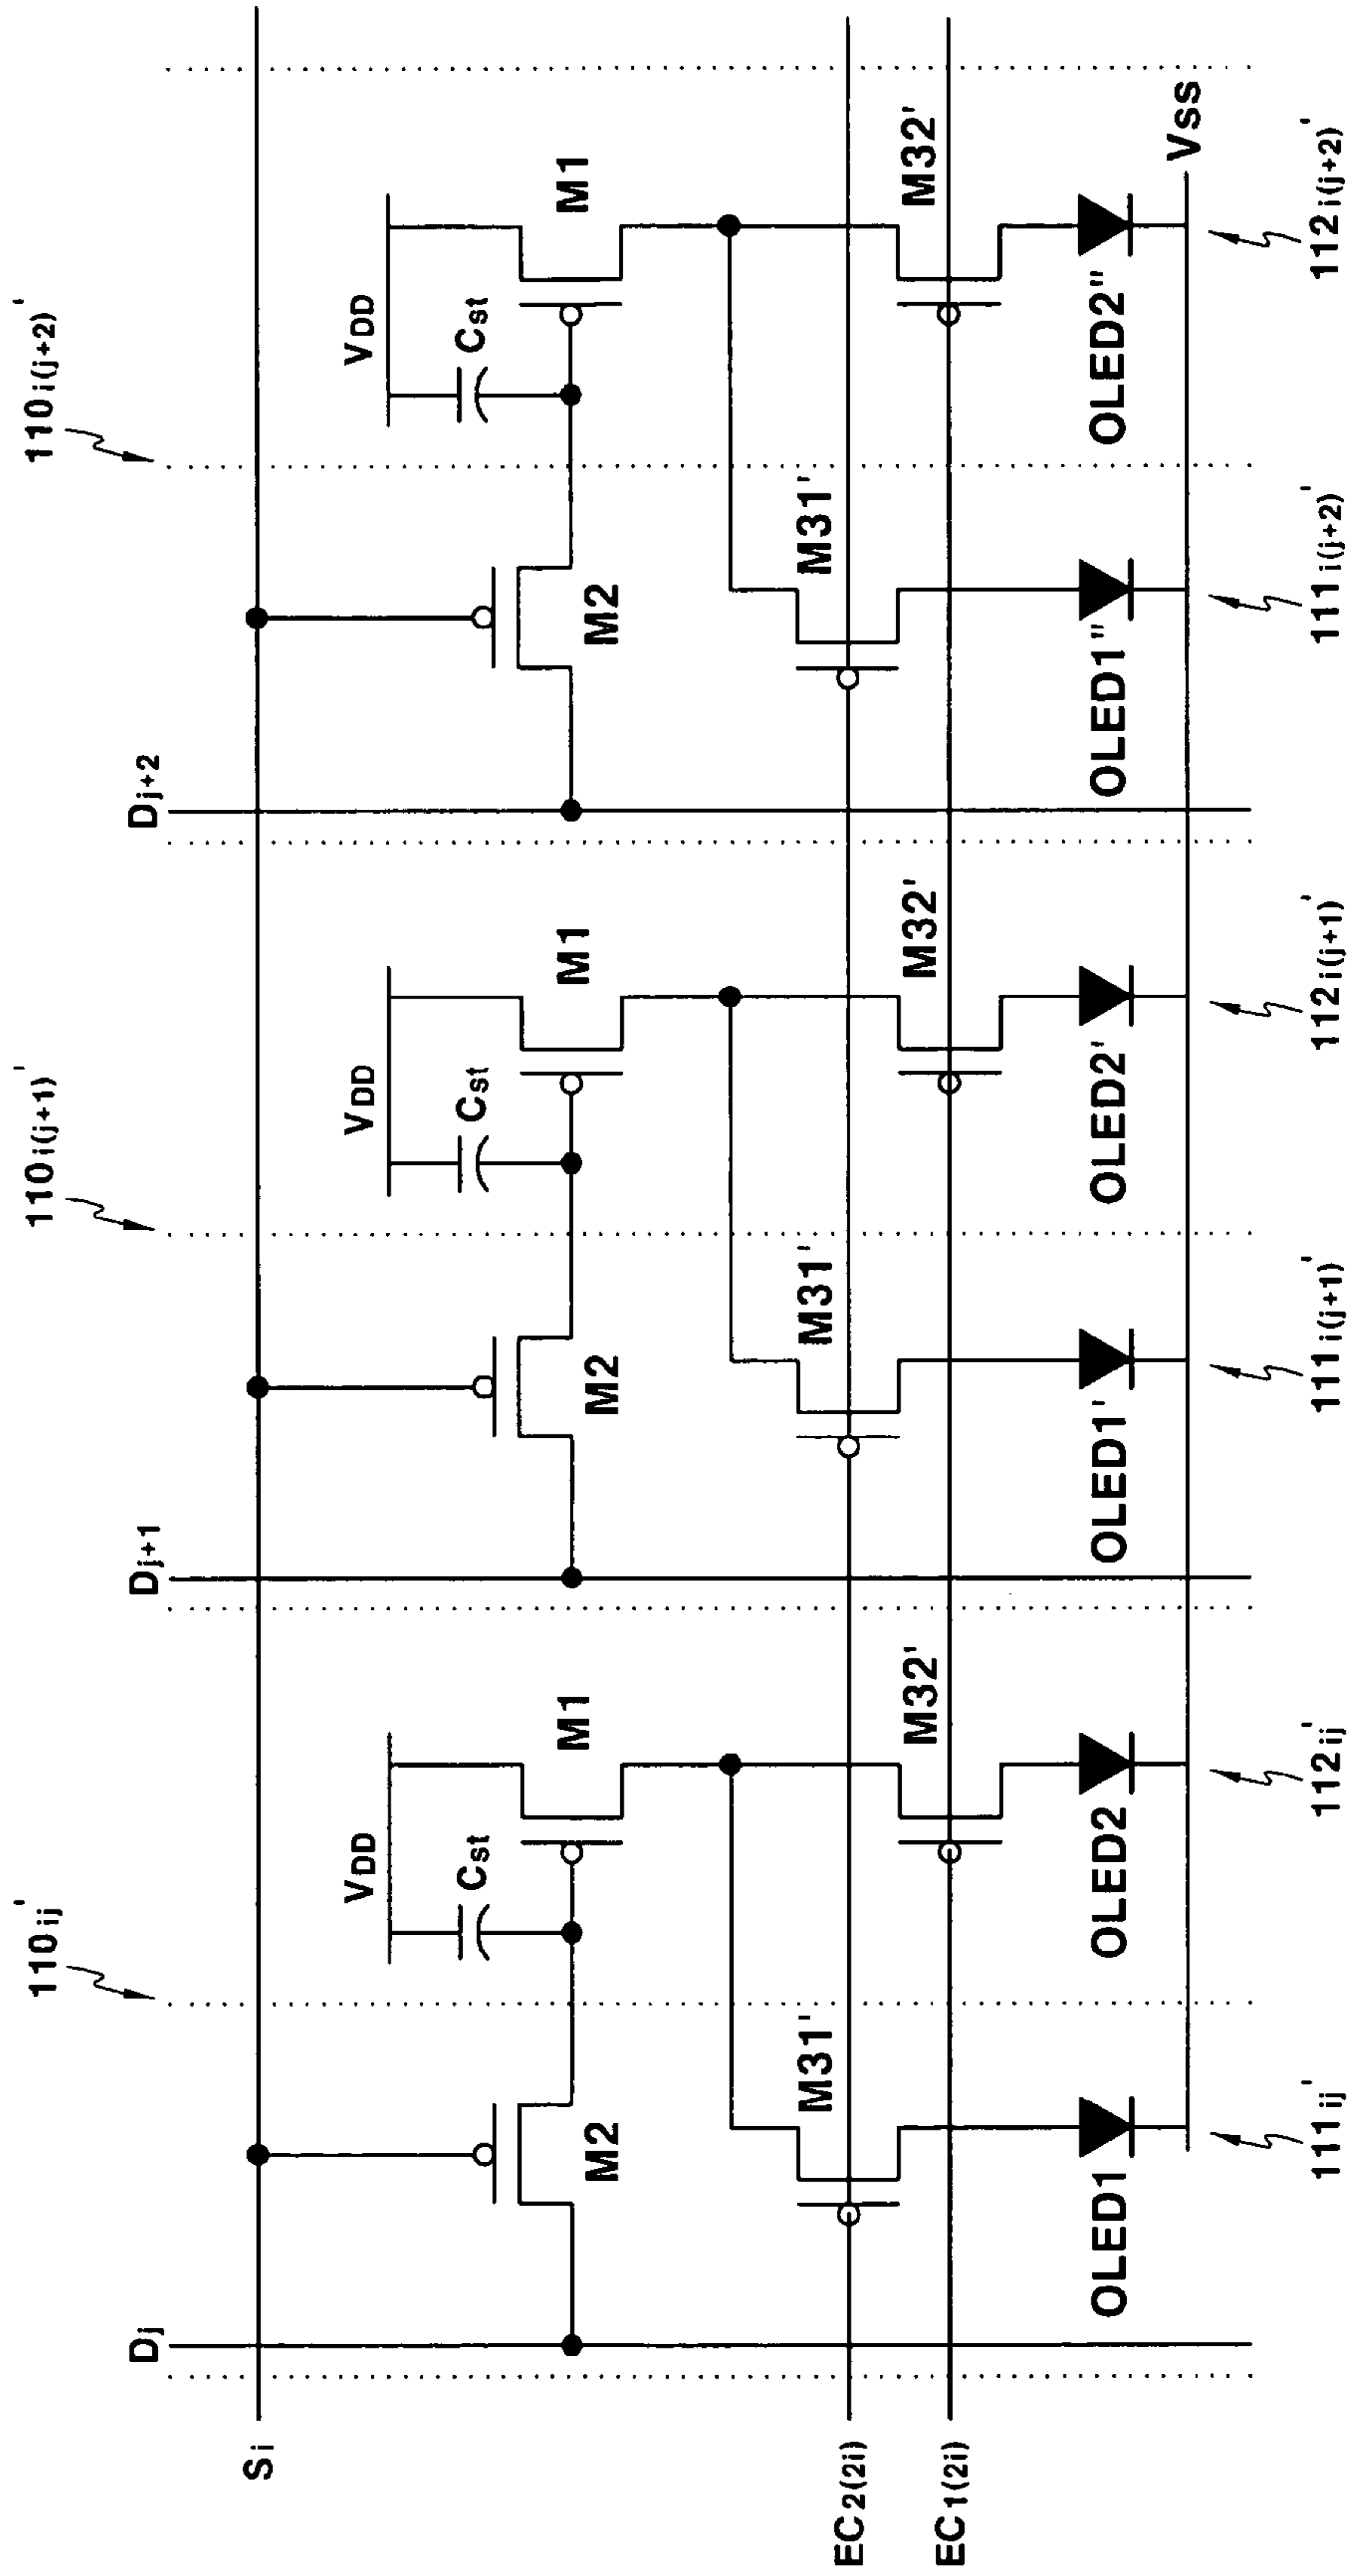 110ij' 110i(j+1)' 110i(j+2)'
Dj Dj+1 Dj+2
Si
VDD VDD VDD
Cst Cst Cst
M2 M1 M2 M1 M2 M1
M31' M31' M31'
EC2(2i)
M32' M32' M32'
EC1(2i)
OLED1 OLED2 OLED1' OLED2' OLED1" OLED2"
Vss
111ij' 112ij' 111i(j+1)' 112i(j+1)' 111i(j+2)' 112i(j+2)'